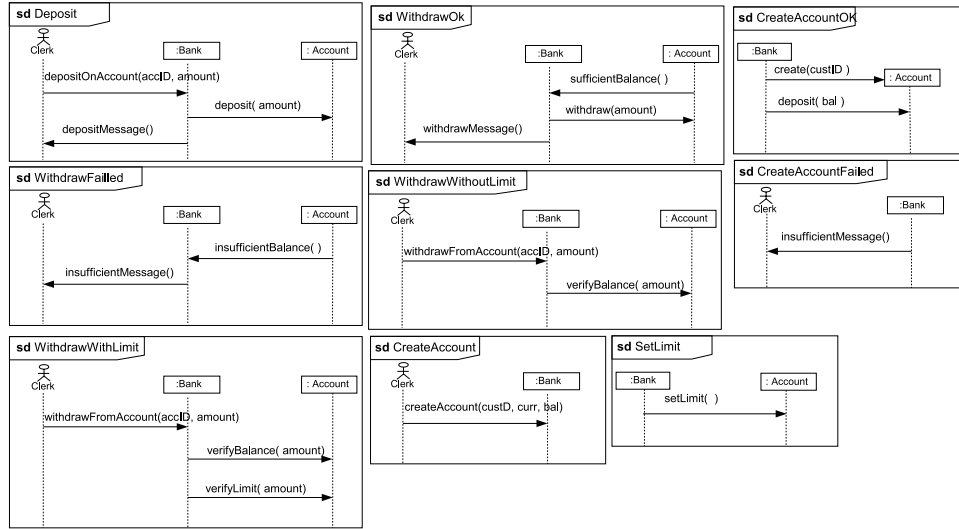 sd Deposit
Clerk
:Bank
: Account
depositOnAccount(accID, amount)
deposit( amount)
depositMessage()
sd WithdrawOk
Clerk
:Bank
: Account
sufficientBalance( )
withdraw(amount)
withdrawMessage()
sd CreateAccountOK
:Bank
create(custID )
: Account
deposit( bal )
sd WithdrawFailled
Clerk
:Bank
: Account
insufficientBalance( )
insufficientMessage()
sd WithdrawWithoutLimit
Clerk
:Bank
: Account
withdrawFromAccount(accID, amount)
verifyBalance( amount)
sd CreateAccountFailed
Clerk
:Bank
insufficientMessage()
sd WithdrawWithLimit
Clerk
:Bank
: Account
withdrawFromAccount(accID, amount)
verifyBalance( amount)
verifyLimit( amount)
sd CreateAccount
Clerk
:Bank
createAccount(custD, curr, bal)
sd SetLimit
:Bank
: Account
setLimit( )